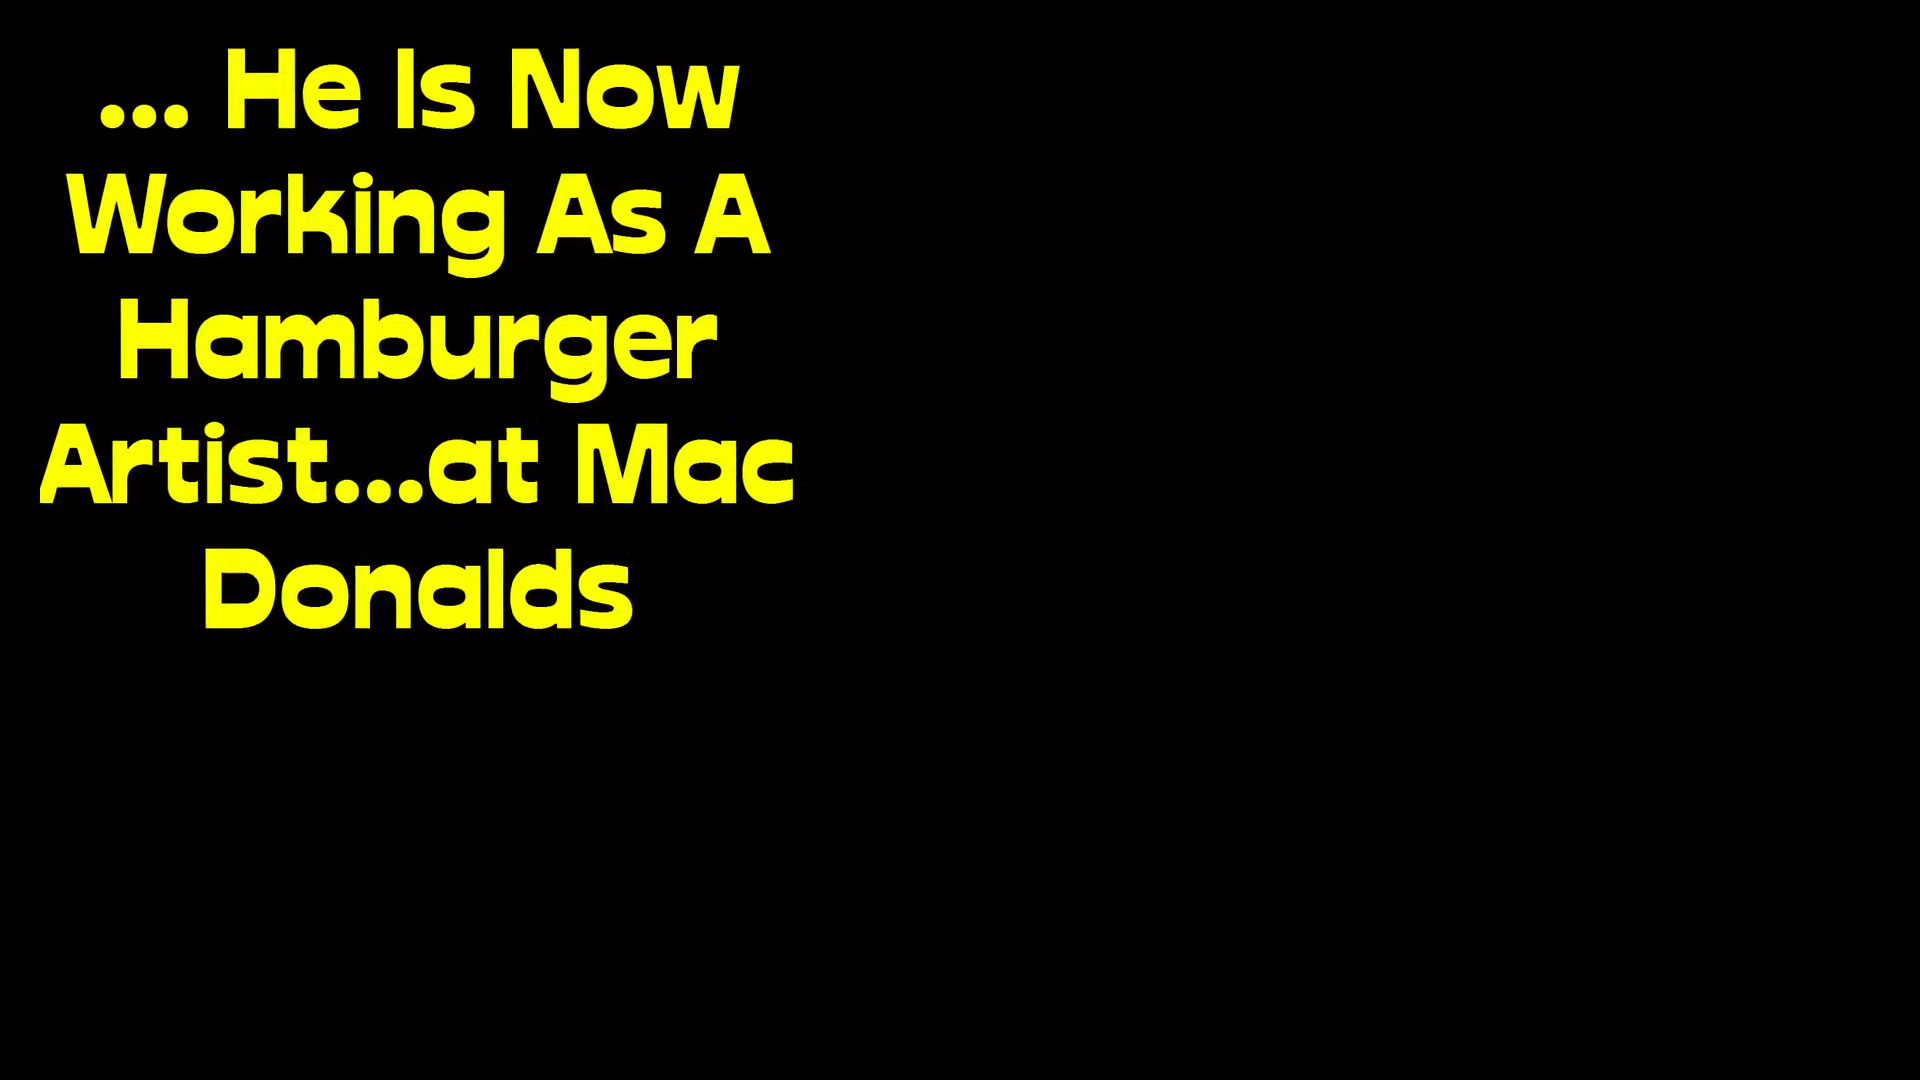 ... He Is Now
Working As A
Hamburger
Artist...at Mac
Donalds